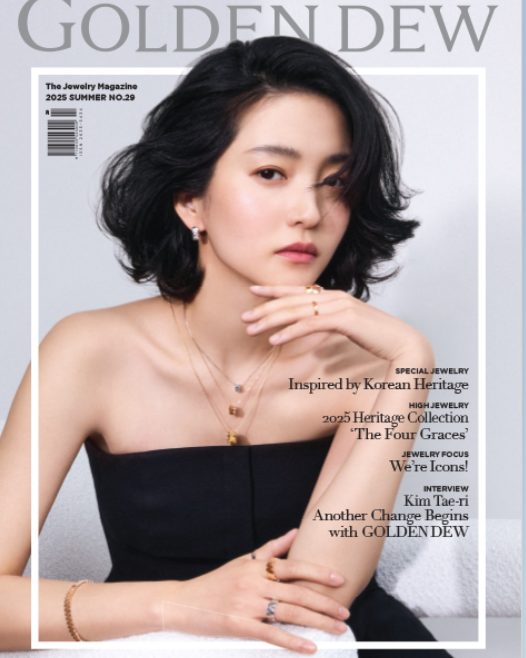 GOLDEN DEW
The Jewelry Magazine
2025 SUMMER NO.29
SPECIAL JEWELRY
Inspired by Korean Heritage
HIGH JEWELRY
2025 Heritage Collection
‘The Four Graces’
JEWELRY FOCUS
We’re Icons!
INTERVIEW
Kim Tae-ri
Another Change Begins
with GOLDEN DEW